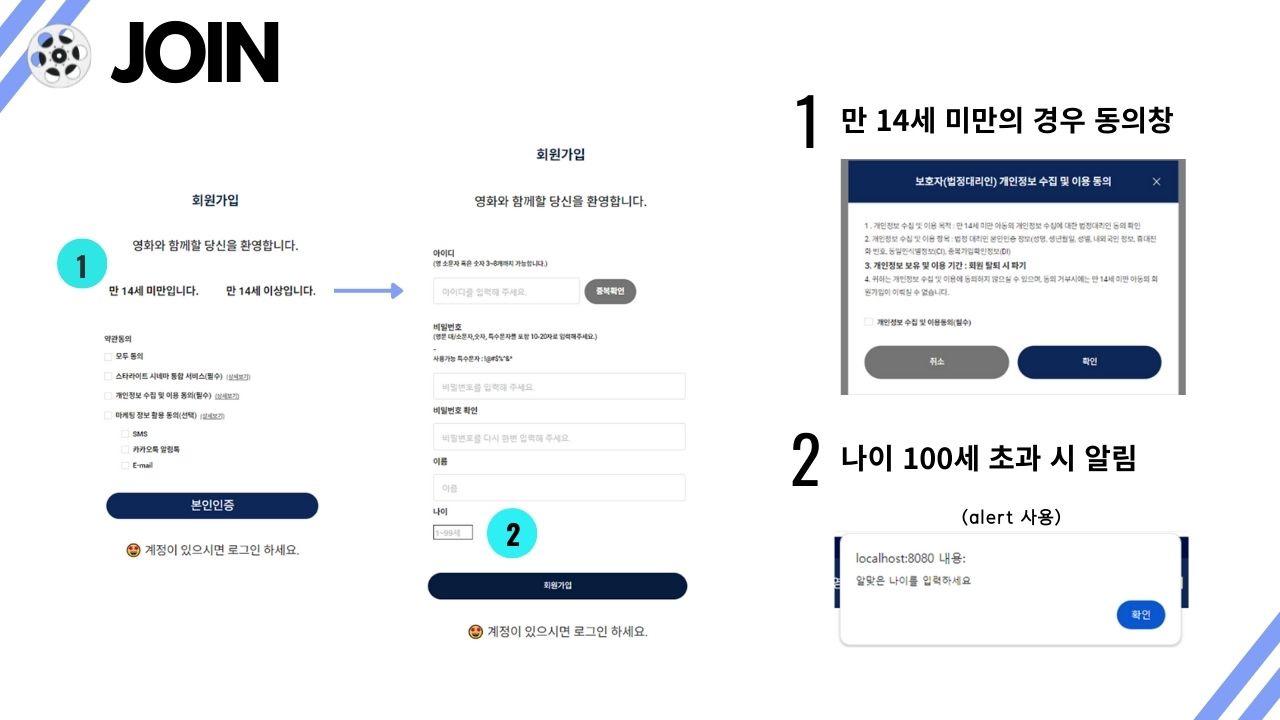 JOIN
회원가입
영화와 함께할 당신을 환영합니다.
1
만 14세 미만입니다.
만 14세 이상입니다.
약관동의
모두 동의
스타라이트 시네마 통합 서비스(필수) (상세보기)
개인정보 수집 및 이용 동의(필수) (상세보기)
마케팅 정보 활용 동의(선택) (상세보기)
SMS
카카오톡 알림톡
E-mail
본인인증
계정이 있으시면 로그인 하세요.
회원가입
영화와 함께할 당신을 환영합니다.
아이디
(영 소문자 혹은 숫자 3~8개까지 가능합니다.)
아이디를 입력해 주세요.
중복확인
비밀번호
(영문 대/소문자,숫자, 특수문자를 포함 10-20자로 입력해주세요.)
-
사용가능 특수문자 : !@#$%^&*
비밀번호를 입력해 주세요.
비밀번호 확인
비밀번호를 다시 한번 입력해 주세요.
이름
이름
나이
1~99세
2
회원가입
계정이 있으시면 로그인 하세요.
1 만 14세 미만의 경우 동의창
보호자(법정대리인) 개인정보 수집 및 이용 동의
1 . 개인정보 수집 및 이용 목적 : 만 14세 미만 아동의 개인정보 수집에 대한 법정대리인 동의 확인
2. 개인정보 수집 및 이용 항목 : 법정 대리인 본인인증 정보(성명, 생년월일, 성별, 내외국인 정보, 휴대전
화 번호, 동일인식별정보(CI), 중복가입확인정보(DI)
3. 개인정보 보유 및 이용 기간 : 회원 탈퇴 시 파기
4. 귀하는 개인정보 수집 및 이용에 동의하지 않으실 수 있으며, 동의 거부시에는 만 14세 미만 아동의 회
원가입이 이뤄질 수 없습니다.
개인정보 수집 및 이용동의(필수)
취소
확인
2 나이 100세 초과 시 알림
(alert 사용)
localhost:8080 내용:
알맞은 나이를 입력하세요
확인